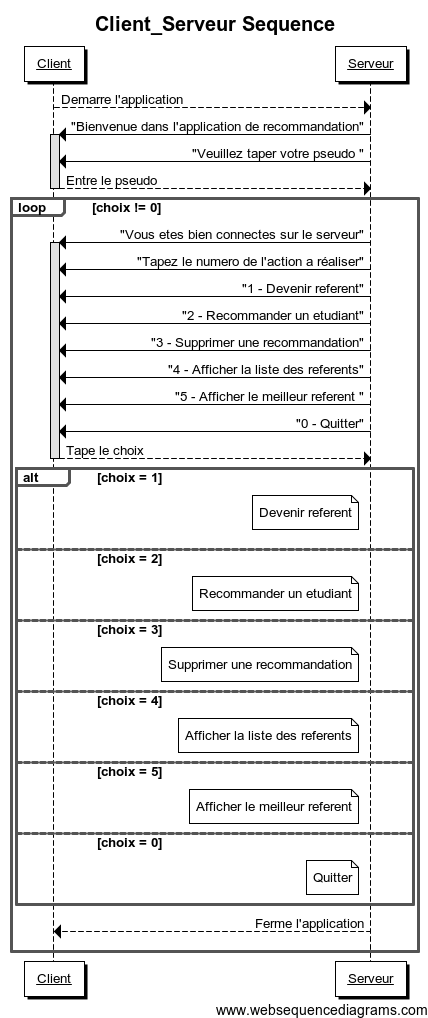 Client_Serveur Sequence
Client
Serveur
Demarre l'application
"Bienvenue dans l'application de recommandation"
"Veuillez taper votre pseudo "
Entre le pseudo
loop
[choix != 0]
"Vous etes bien connectes sur le serveur"
"Tapez le numero de l'action a réaliser"
"1 - Devenir referent"
"2 - Recommander un etudiant"
"3 - Supprimer une recommandation"
"4 - Afficher la liste des referents"
"5 - Afficher le meilleur referent "
"0 - Quitter"
Tape le choix
alt
[choix = 1]
Devenir referent
[choix = 2]
Recommander un etudiant
[choix = 3]
Supprimer une recommandation
[choix = 4]
Afficher la liste des referents
[choix = 5]
Afficher le meilleur referent
[choix = 0]
Quitter
Ferme l'application
Client
Serveur
www.websequencediagrams.com